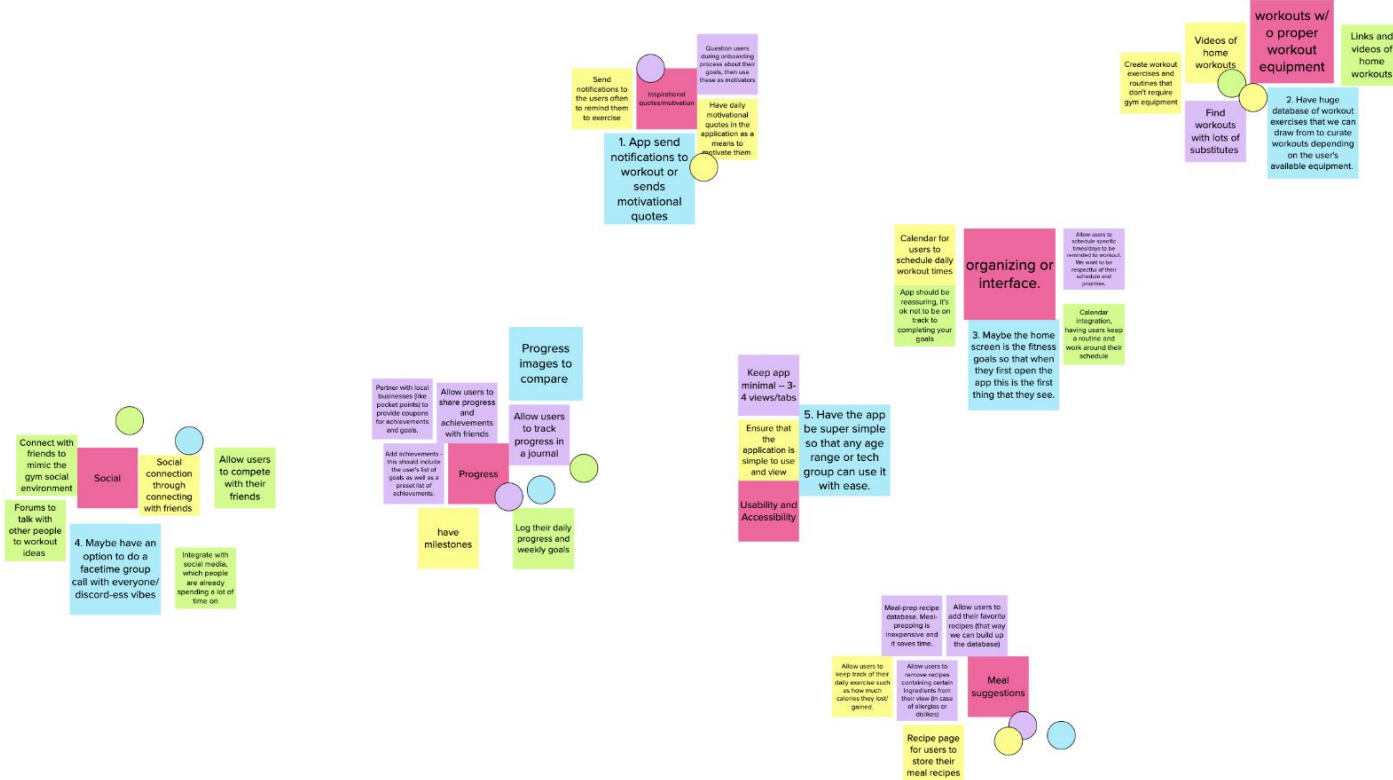 Send
notifications to
the users often
to remind them
to exercise
Inspirational
quotes/motivation
Question users
during onboarding
process about their
goals, then use
these as motivators
Have daily
motivational
quotes in the
application as a
means to
motivate them
1. App send
notifications to
workout or
sends
motivational
quotes
Create workout
exercises and
routines that
don't require
gym equipment
Videos of
home
workouts
workouts w/
o proper
workout
equipment
Links and
videos of
home
workouts
Find
workouts
with lots of
substitutes
2. Have huge
database of workout
exercises that we can
draw from to curate
workouts depending
on the user's
available equipment.
Calendar for
users to
schedule daily
workout times
App should be
reassuring, it's
ok not to be on
track to
completing your
goals
organizing or
interface.
Allow users to
schedule specific
times/days to be
reminded to workout.
We want to be
respectful of their
schedule and
priorities.
Calendar
integration,
having users keep
a routine and
work around their
schedule
3. Maybe the home
screen is the fitness
goals so that when
they first open the
app this is the first
thing that they see.
Connect with
friends to
mimic the
gym social
environment
Social
Social
connection
through
connecting
with friends
Allow users
to compete
with their
friends
Forums to
talk with
other people
to workout
ideas
4. Maybe have an
option to do a
facetime group
call with everyone/
discord-ess vibes
Integrate with
social media,
which people
are already
spending a lot of
time on
Progress
images to
compare
Partner with local
businesses (like
pocket points) to
provide coupons
for achievements
and goals.
Allow users to
share progress
and
achievements
with friends
Allow users
to track
progress in
a journal
Add achievements -
this should include
the user's list of
goals as well as a
preset list of
achievements.
Progress
have
milestones
Log their daily
progress and
weekly goals
Keep app
minimal -- 3-
4 views/tabs
Ensure that
the
application is
simple to use
and view
5. Have the app
be super simple
so that any age
range or tech
group can use it
with ease.
Usability and
Accessibility
Meal-prep recipe
database. Meal-
prepping is
inexpensive and
it saves time.
Allow users to
add their favorite
recipes (that way
we can build up
the database)
Allow users to
keep track of their
daily exercise such
as how much
calories they lost/
gained.
Allow users to
remove recipes
containing certain
ingredients from
their view (in case
of allergies or
dislikes)
Meal
suggestions
Recipe page
for users to
store their
meal recipes